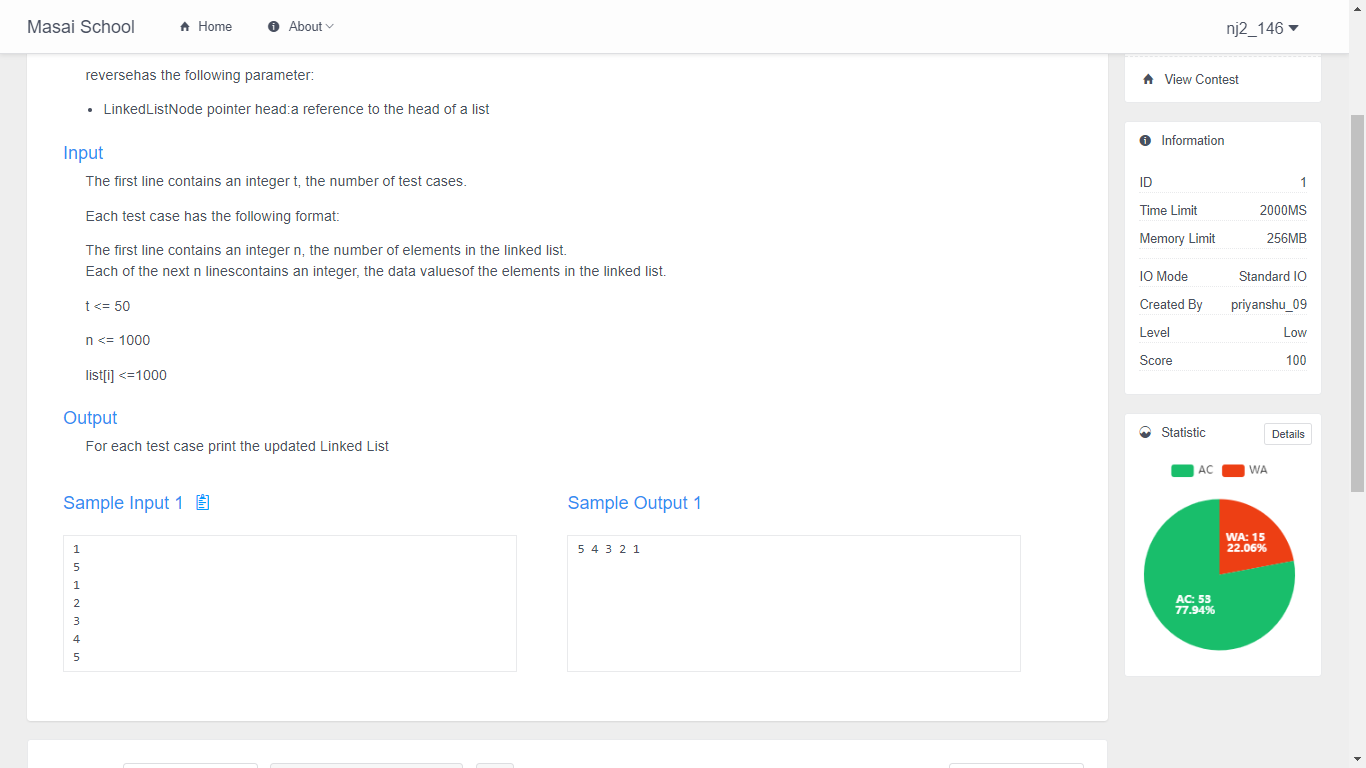 Masai School
Home
About
nj2_146
reversehas the following parameter:
LinkedListNode pointer head:a reference to the head of a list
Input
The first line contains an integer t, the number of test cases.
Each test case has the following format:
The first line contains an integer n, the number of elements in the linked list.
Each of the next n linescontains an integer, the data valuesof the elements in the linked list.
t <= 50
n <= 1000
list[i] <=1000
Output
For each test case print the updated Linked List
Sample Input 1
1
5
1
2
3
4
5
Sample Output 1
5 4 3 2 1
View Contest
Information
ID 1
Time Limit 2000MS
Memory Limit 256MB
IO Mode Standard IO
Created By priyanshu_09
Level Low
Score 100
Statistic
Details
AC WA
WA: 15
22.06%
AC: 53
77.94%